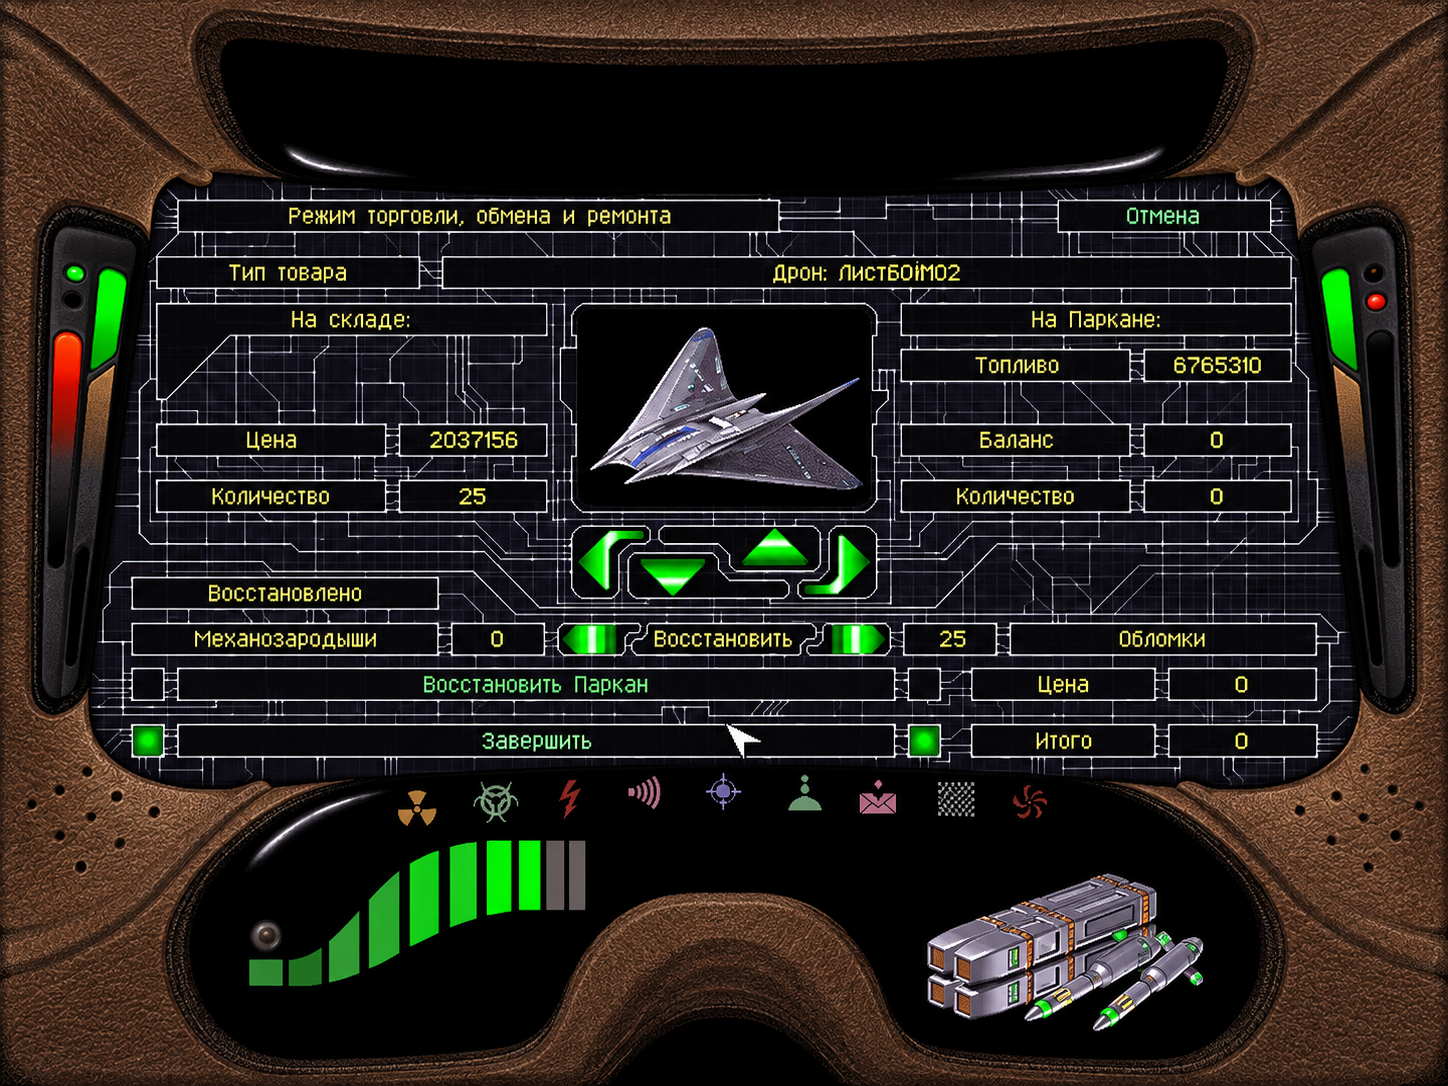 Режим торговли, обмена и ремонта
Отмена
Тип товара
Дрон: ЛистБОiМО2
На складе:
На Паркане:
Топливо 6765310
Цена 2037156
Баланс 0
Количество 25
Количество 0
Восстановлено
Механозародыши 0 Восстановить 25 Обломки
Восстановить Паркан
Цена 0
Завершить
Итого 0